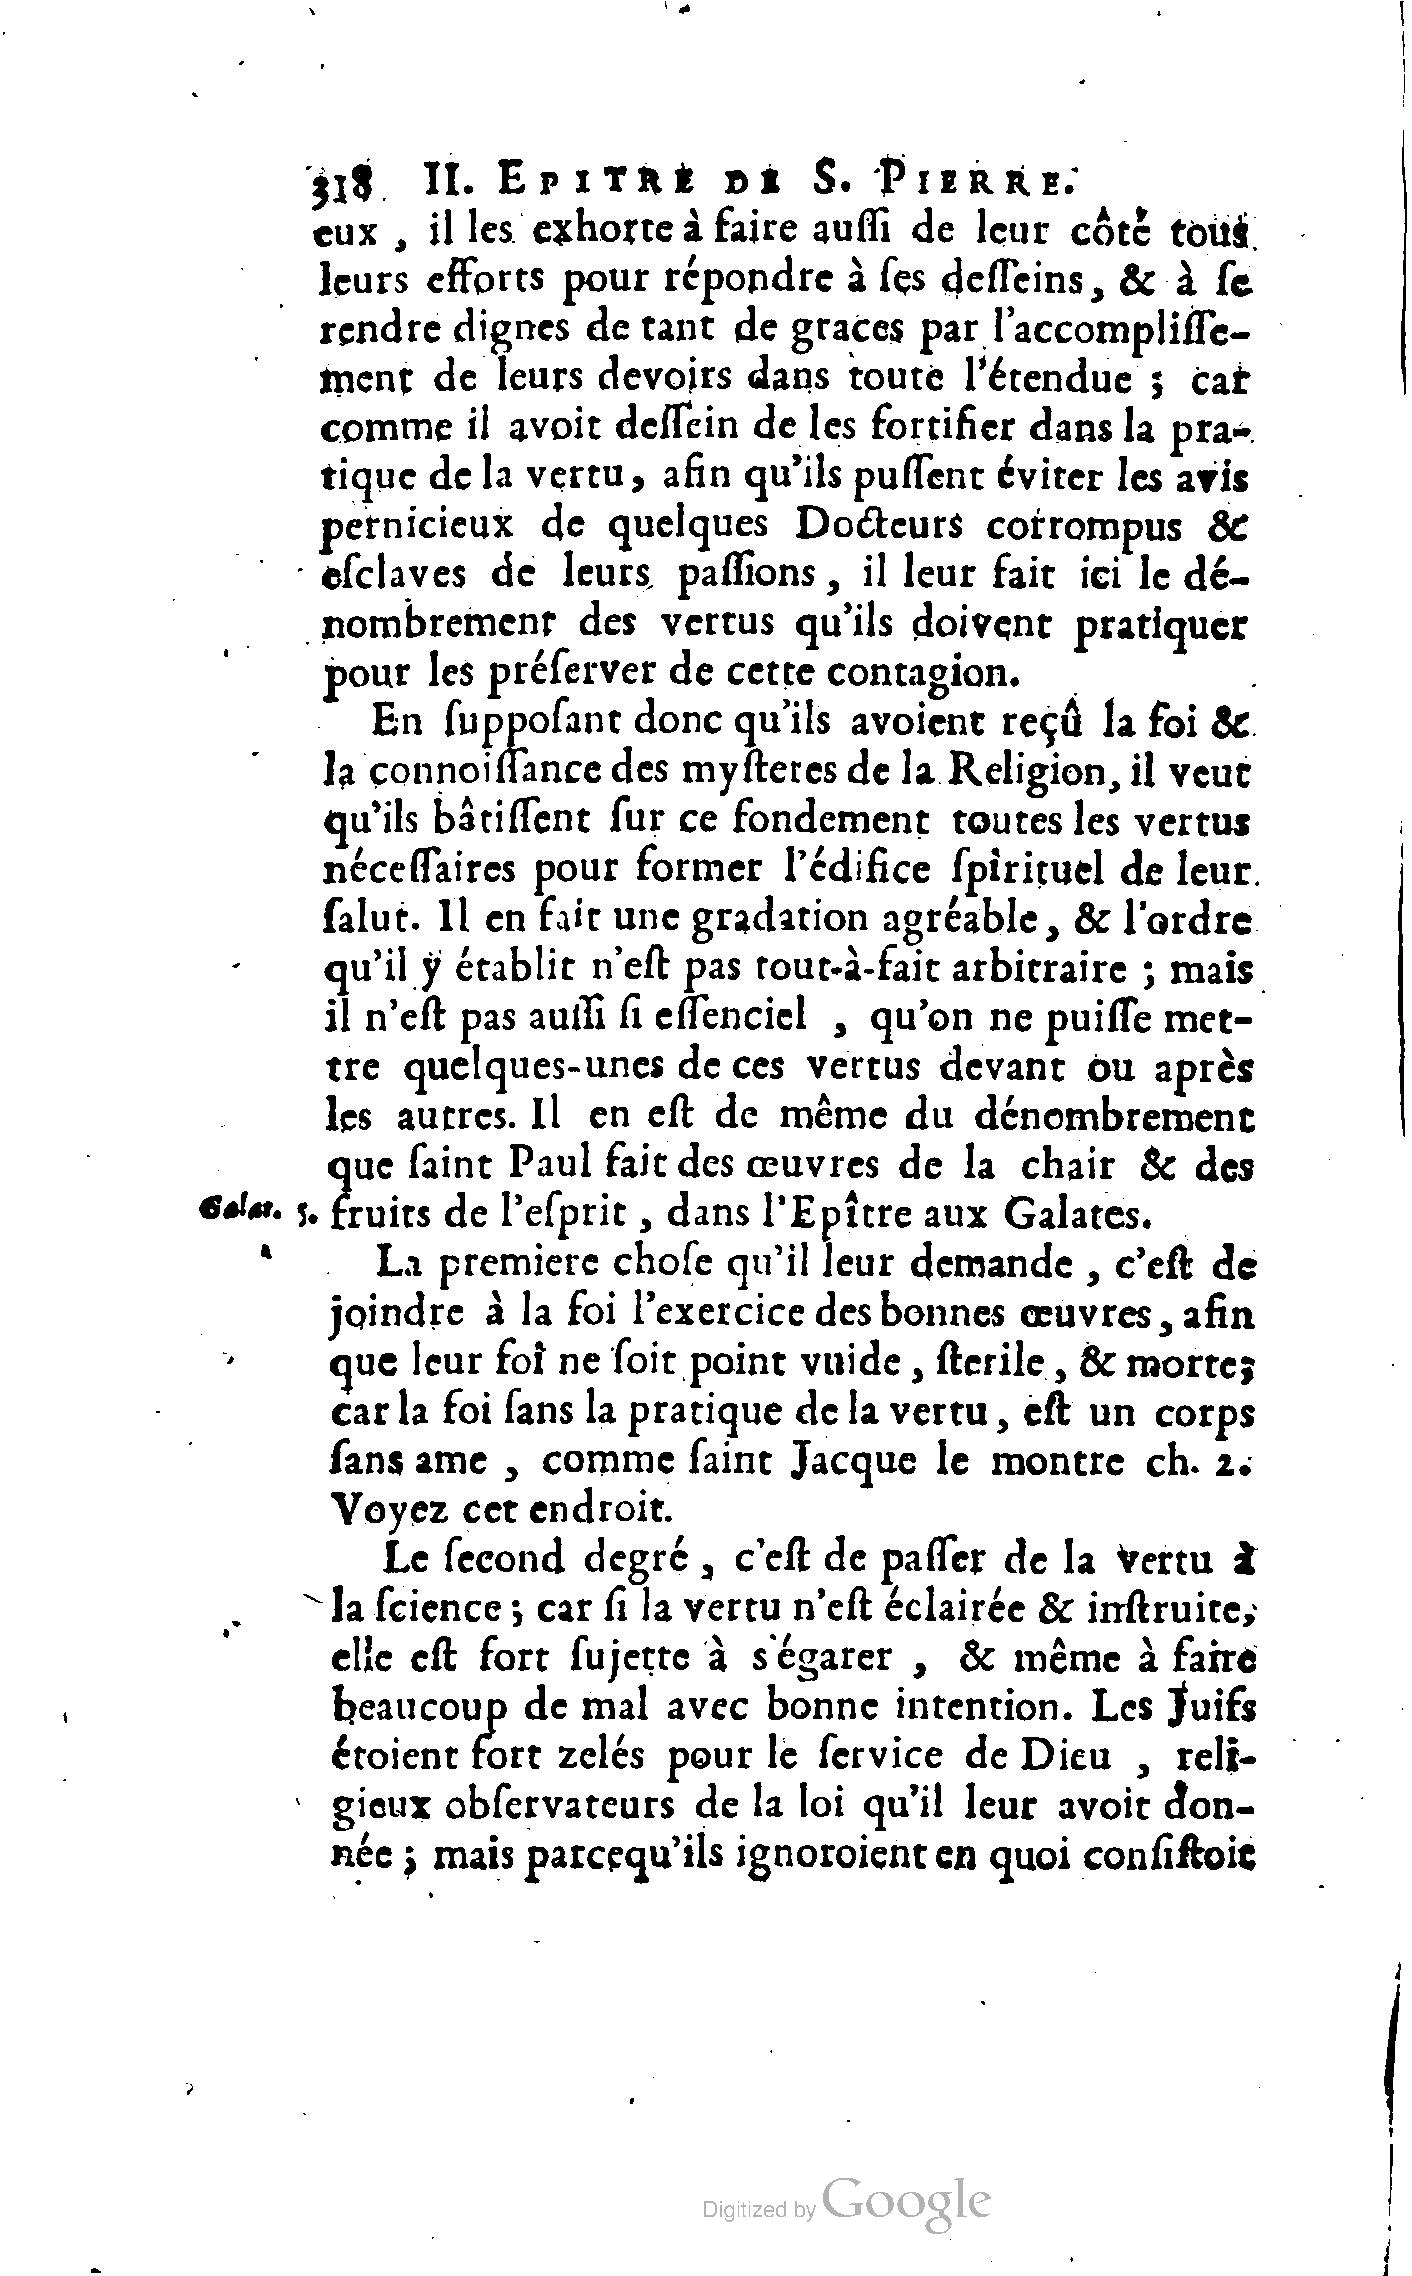 318 II. EPITRE DE S. PIERRE.
eux, il les exhorte à faire auſſi de leur côté tous
leurs efforts pour répondre à ſes deſſeins, & à ſe
rendre dignes de tant de graces par l'accompliſſe-
ment de leurs devoirs dans toute l'étendue ; car
comme il avoit deſſein de les fortifier dans la pra-
tique de la vertu, afin qu'ils puſſent éviter les avis
pernicieux de quelques Docteurs corrompus &
eſclaves de leurs paſſions, il leur fait ici le dé-
nombrement des vertus qu'ils doivent pratiquer
pour les préſerver de cette contagion.
En ſuppoſant donc qu'ils avoient reçû la foi &
la connoiſſance des myſteres de la Religion, il veut
qu'ils bâtiſſent ſur ce fondement toutes les vertus
néceſſaires pour former l'édifice ſpirituel de leur
ſalut. Il en fait une gradation agréable, & l'ordre
qu'il y établit n'eſt pas tout-à-fait arbitraire ; mais
il n'eſt pas auſſi ſi eſſenciel, qu'on ne puiſſe met-
tre quelques-unes de ces vertus devant ou après
les autres. Il en eſt de même du dénombrement
que ſaint Paul fait des œuvres de la chair & des
Galat. 5. fruits de l'eſprit, dans l'Epître aux Galates.
La premiere choſe qu'il leur demande, c'eſt de
joindre à la foi l'exercice des bonnes œuvres, afin
que leur foi ne ſoit point vuide, ſterile, & morte;
car la foi ſans la pratique de la vertu, eſt un corps
ſans ame, comme ſaint Jacque le montre ch. 2.
Voyez cet endroit.
Le ſecond degré, c'eſt de paſſer de la vertu à
la ſcience ; car ſi la vertu n'eſt éclairée & inſtruite,
elle eſt fort ſujette à s'égarer, & même à faire
beaucoup de mal avec bonne intention. Les Juifs
étoient fort zelés pour le ſervice de Dieu, reli-
gieux obſervateurs de la loi qu'il leur avoit don-
née ; mais parcequ'ils ignoroient en quoi conſiſtoit
Digitized by Google